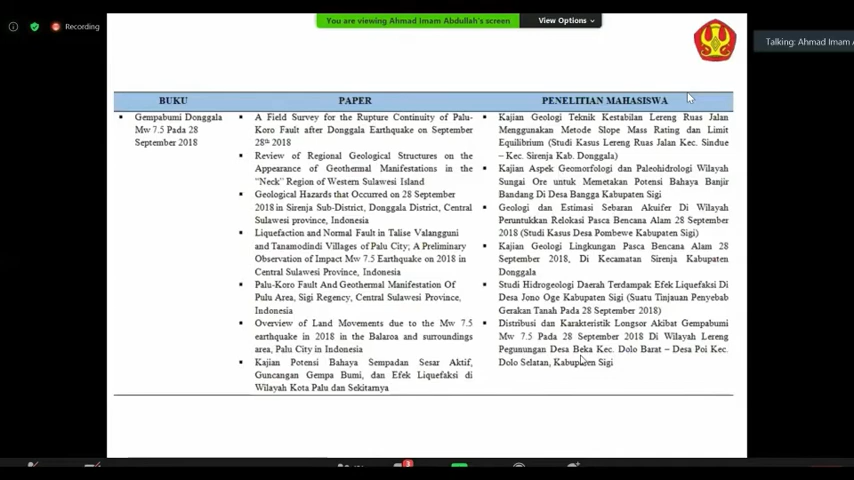 Recording
You are viewing Ahmad Imam Abdullah's screen
View Options
Talking: Ahmad Imam A
BUKU
PAPER
PENELITIAN MAHASISWA
Gempabumi Donggala
Mw 7.5 Pada 28
September 2018
A Field Survey for the Rupture Continuity of Palu-
Koro Fault after Donggala Earthquake on September
28th 2018
Review of Regional Geological Structures on the
Appearance of Geothermal Manifestations in the
"Neck" Region of Western Sulawesi Island
Geological Hazards that Occurred on 28 September
2018 in Sirenja Sub-District, Donggala District, Central
Sulawesi province, Indonesia
Liquefaction and Normal Fault in Talise Valangguni
and Tanamodindi Villages of Palu City; A Preliminary
Observation of Impact Mw 7.5 Earthquake on 2018 in
Central Sulawesi Province, Indonesia
Palu-Koro Fault And Geothermal Manifestation Of
Pulu Area, Sigi Regency, Central Sulawesi Province,
Indonesia
Overview of Land Movements due to the Mw 7.5
earthquake in 2018 in the Balaroa and surroundings
area, Palu City in Indonesia
Kajian Potensi Bahaya Sempadan Sesar Aktif,
Guncangan Gempa Bumi, dan Efek Liquefaksi di
Wilayah Kota Palu dan Sekitarnya
Kajian Geologi Teknik Kestabilan Lereng Ruas Jalan
Menggunakan Metode Slope Mass Rating dan Limit
Equilibrium (Studi Kasus Lereng Ruas Jalan Kec. Sindue
– Kec. Sirenja Kab. Donggala)
Kajian Aspek Geomorfologi dan Paleohidrologi Wilayah
Sungai Ore untuk Memetakan Potensi Bahaya Banjir
Bandang Di Desa Bangga Kabupaten Sigi
Geologi dan Estimasi Sebaran Akuifer Di Wilayah
Peruntukkan Relokasi Pasca Bencana Alam 28 September
2018 (Studi Kasus Desa Pombewe Kabupaten Sigi)
Kajian Geologi Lingkungan Pasca Bencana Alam 28
September 2018, Di Kecamatan Sirenja Kabupaten
Donggala
Studi Hidrogeologi Daerah Terdampak Efek Liquefaksi Di
Desa Jono Oge Kabupaten Sigi (Suatu Tinjauan Penyebab
Gerakan Tanah Pada 28 September 2018)
Distribusi dan Karakteristik Longsor Akibat Gempabumi
Mw 7.5 Pada 28 September 2018 Di Wilayah Lereng
Pegunungan Desa Beka Kec. Dolo Barat – Desa Poi Kec.
Dolo Selatan, Kabupaten Sigi